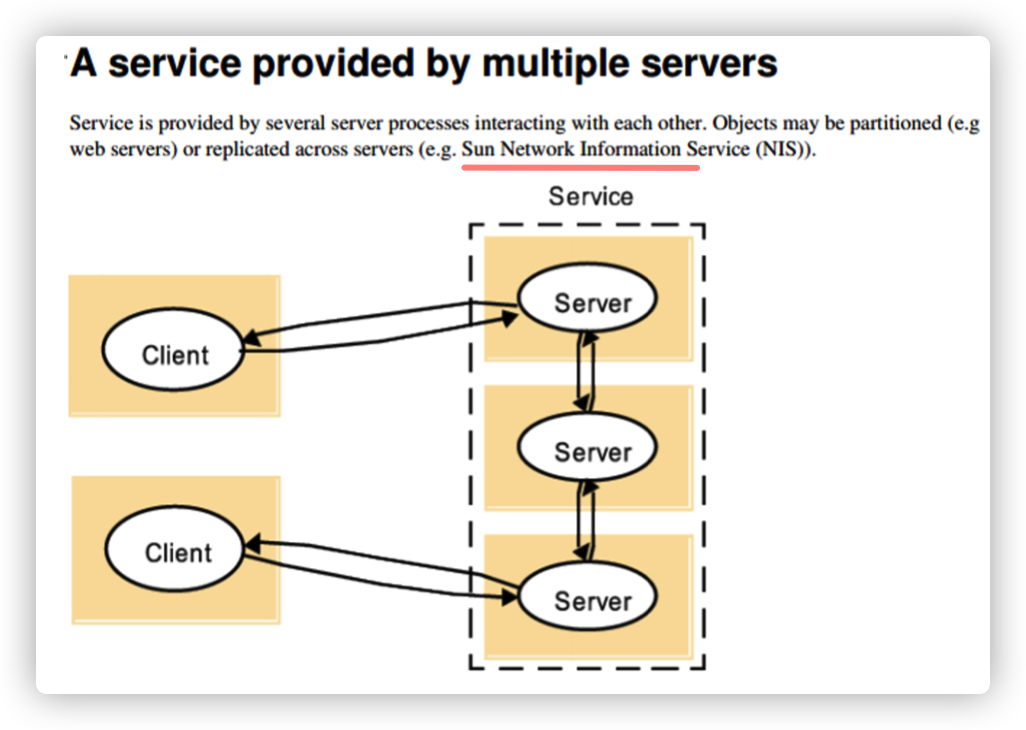 A service provided by multiple servers
Service is provided by several server processes interacting with each other. Objects may be partitioned (e.g
web servers) or replicated across servers (e.g. Sun Network Information Service (NIS)).
Service
Server
Client
Server
Client
Server